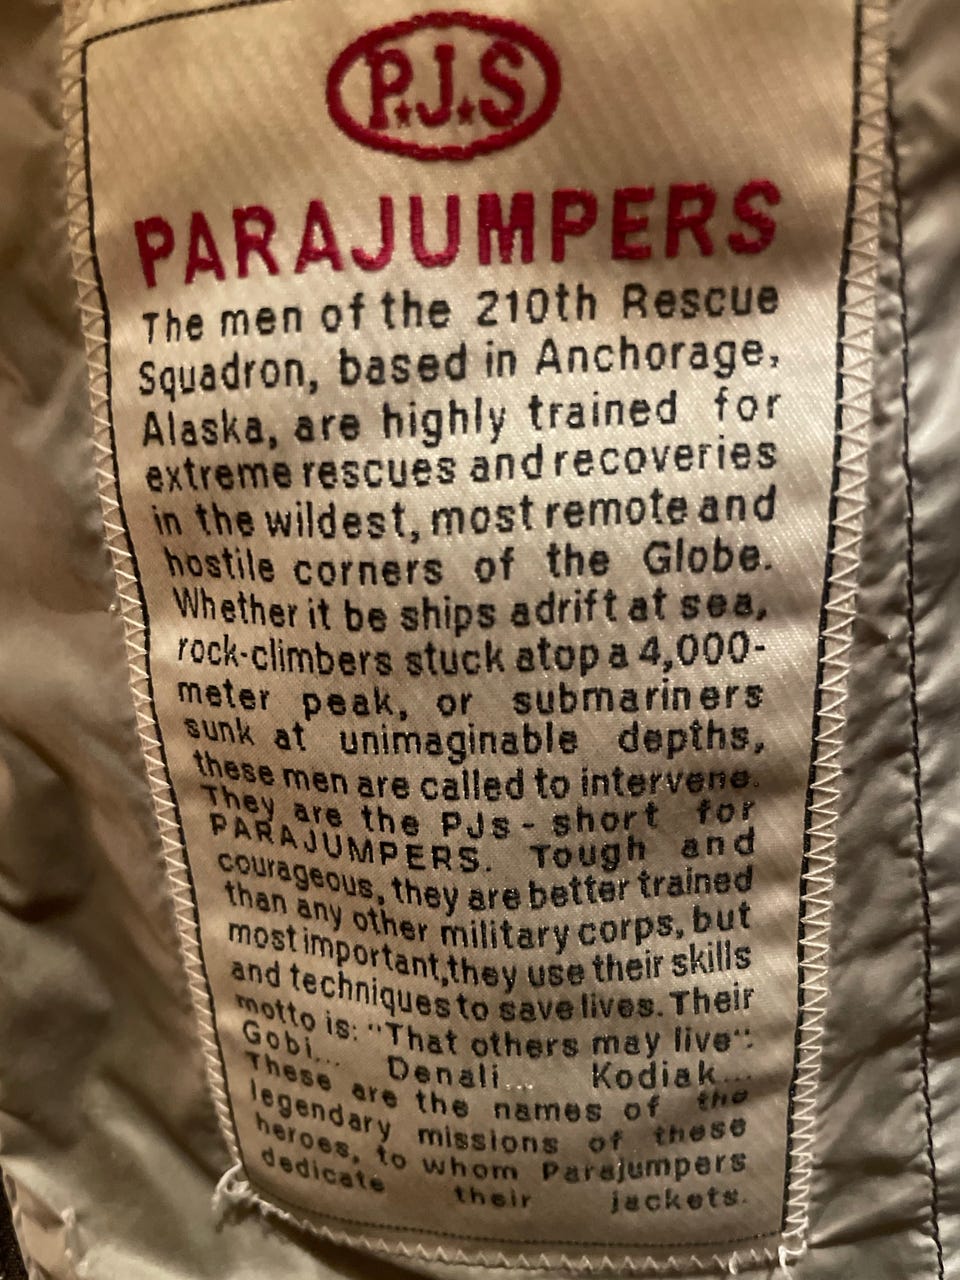 P.J.S
PARAJUMPERS
The men of the 210th Rescue
Squadron, based in Anchorage,
Alaska, are highly trained for
extreme rescues and recoveries
in the wildest, most remote and
hostile corners of the Globe.
Whether it be ships adrift at sea,
rock-climbers stuck atop a 4,000-
meter peak, or submariners
sunk at unimaginable depths,
these men are called to intervene.
They are the PJs - short for
PARAJUMPERS. Tough and
courageous, they are better trained
than any other military corps, but
most important,they use their skills
and techniques to save lives. Their
motto is: "That others may live":
Gobi... Denali... Kodiak...
These are the names of the
legendary missions of these
heroes, to whom Parajumpers
dedicate their jackets.